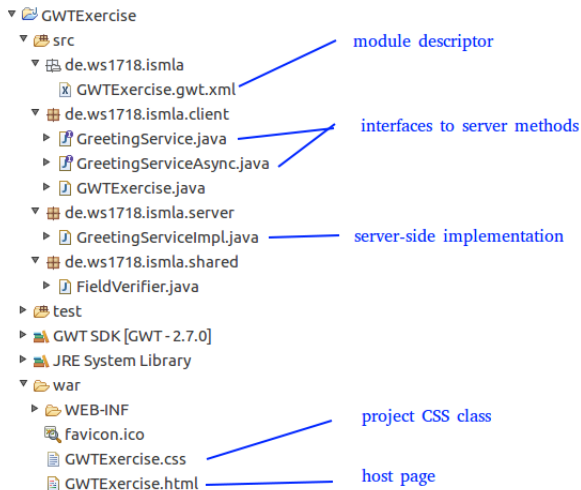 GWTExercise
src
de.ws1718.ismla
module descriptor
GWTExercise.gwt.xml
de.ws1718.ismla.client
GreetingService.java
interfaces to server methods
GreetingServiceAsync.java
GWTExercise.java
de.ws1718.ismla.server
GreetingServiceImpl.java
server-side implementation
de.ws1718.ismla.shared
FieldVerifier.java
test
GWT SDK [GWT - 2.7.0]
JRE System Library
war
WEB-INF
project CSS class
favicon.ico
GWTExercise.css
host page
GWTExercise.html